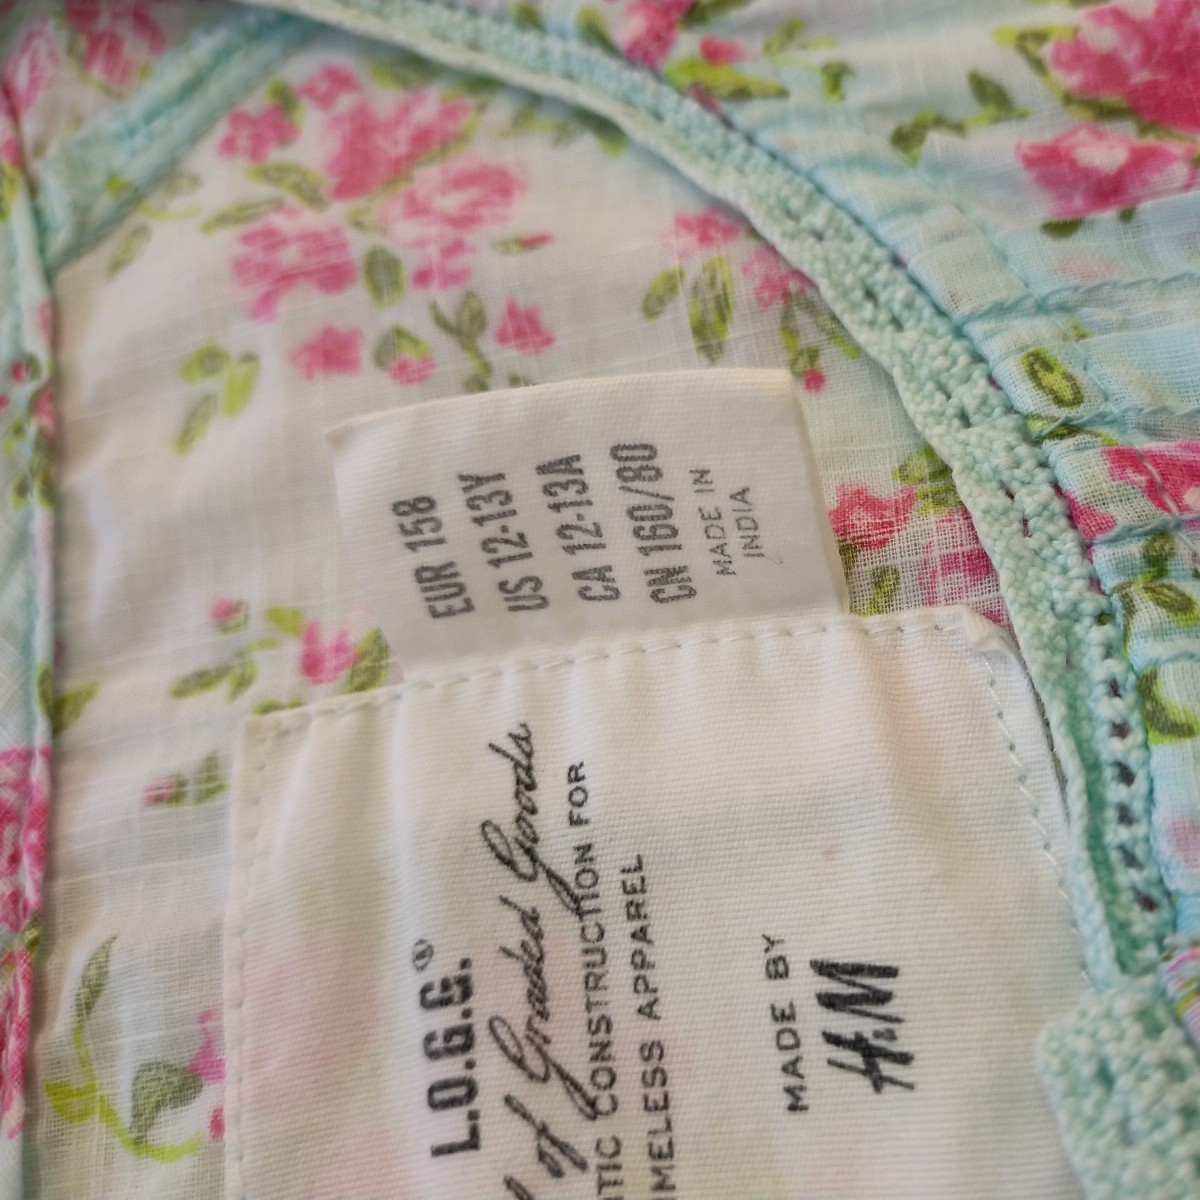 EUR 158
US 12-13Y
CA 12-13A
CN 160/80
MADE IN
INDIA
L.O.G.G.®
of Graded Goods
CONSTRUCTION FOR
APPAREL
MADE BY
H&M